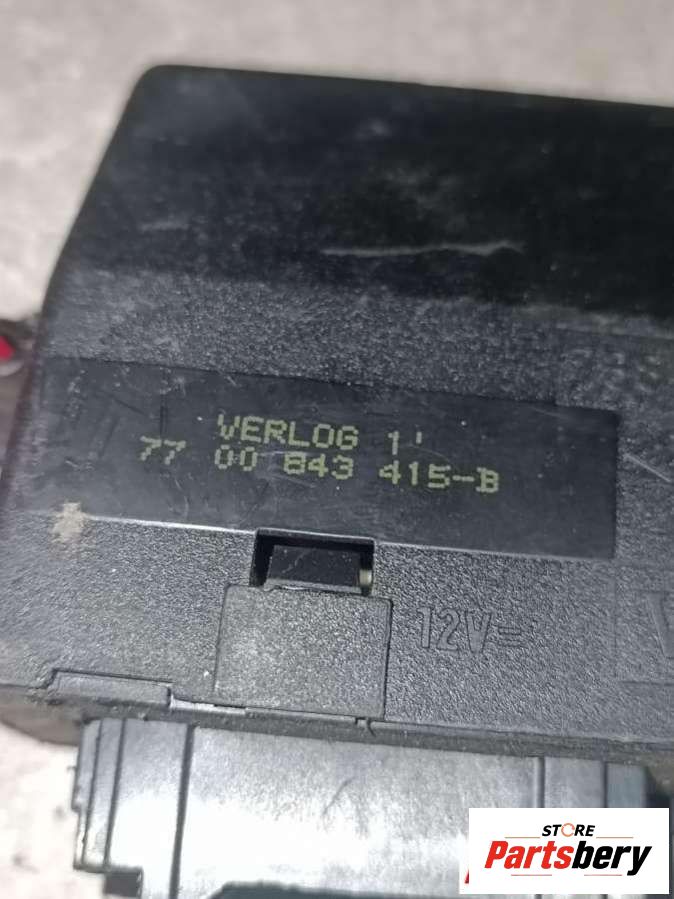 VERLOG 1'
77 00 843 415-B
12V=
STORE
Partsbery